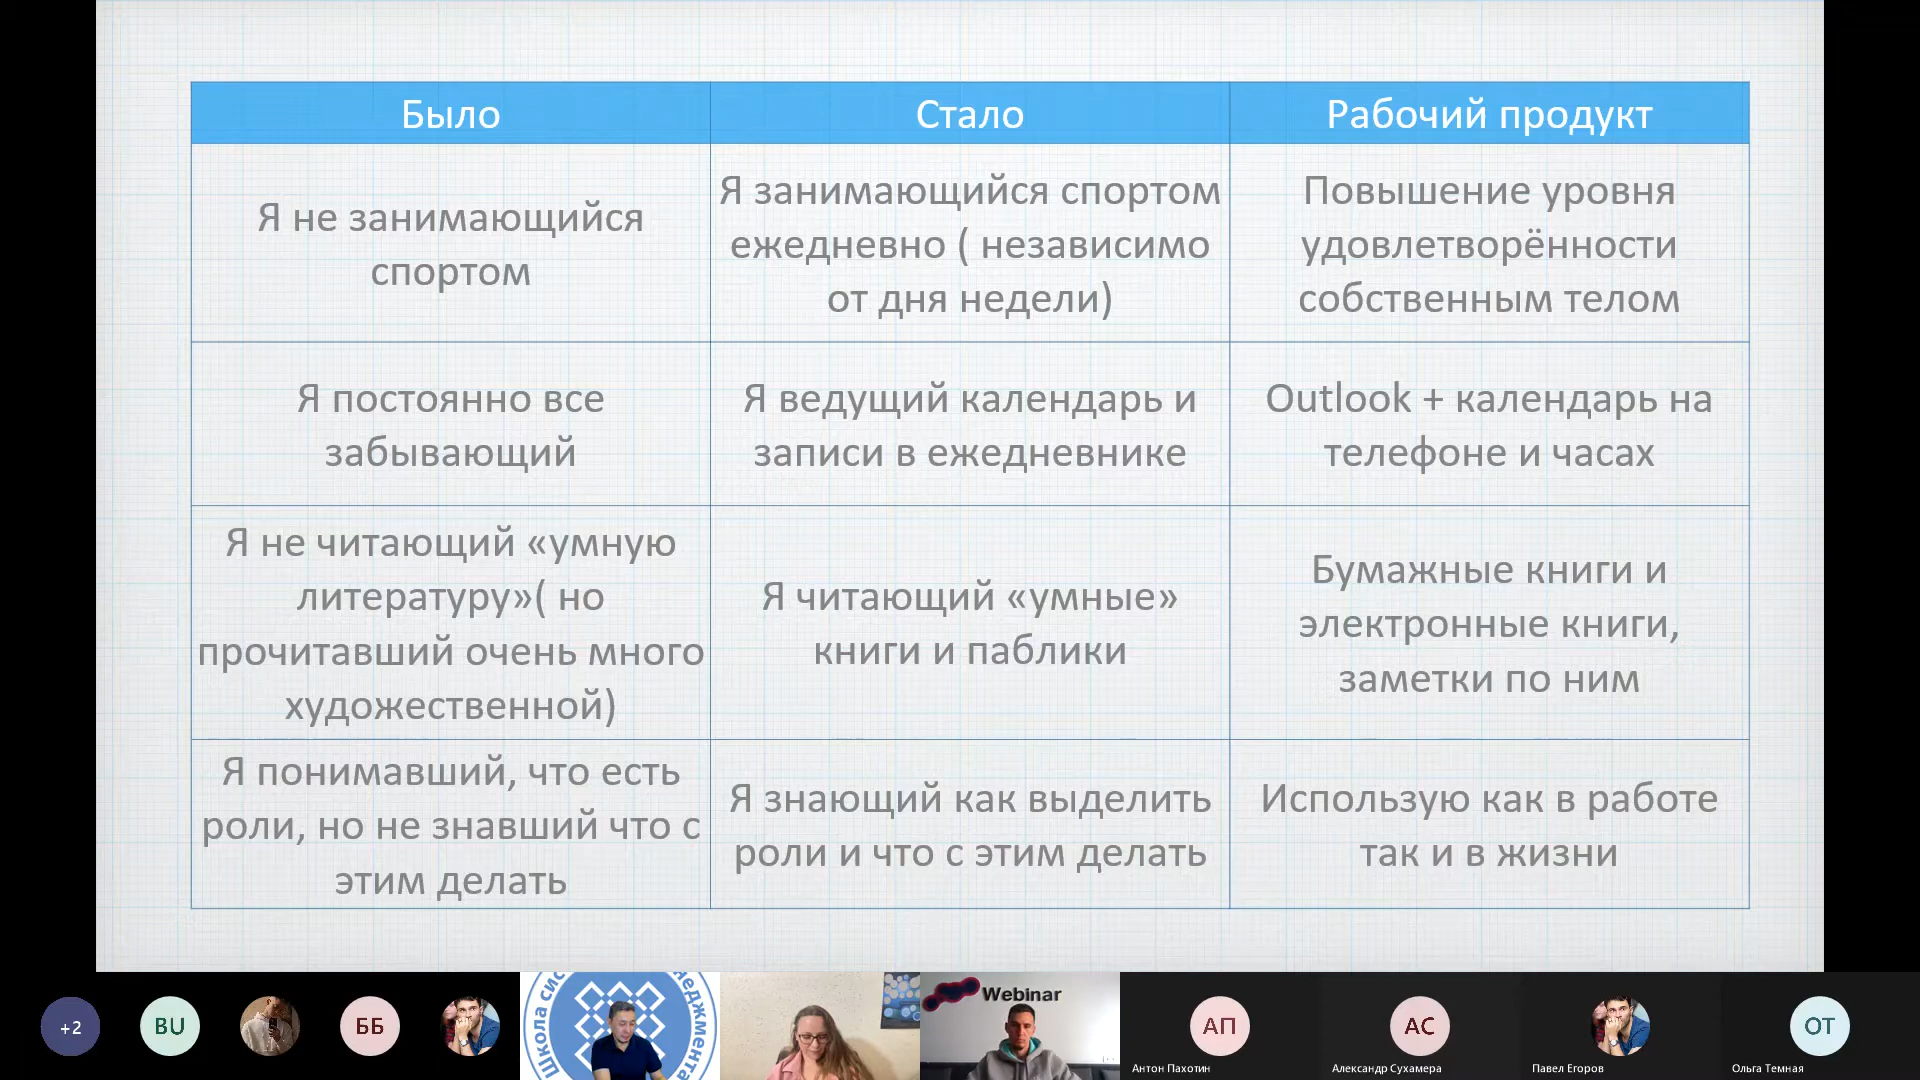 Было
Стало
Рабочий продукт
Я не занимающийся
спортом
Я занимающийся спортом
ежедневно ( независимо
от дня недели)
Повышение уровня
удовлетворённости
собственным телом
Я постоянно все
забывающий
Я ведущий календарь и
записи в ежедневнике
Outlook + календарь на
телефоне и часах
Я не читающий «умную
литературу»( но
прочитавший очень много
художественной)
Я читающий «умные»
книги и паблики
Бумажные книги и
электронные книги,
заметки по ним
Я понимавший, что есть
роли, но не знавший что с
этим делать
Я знающий как выделить
роли и что с этим делать
Использую как в работе
так и в жизни
+2
BU
ББ
Школа сис
неджмента
Webinar
АП
Антон Пахотин
АС
Александр Сухамера
Павел Егоров
ОТ
Ольга Темная